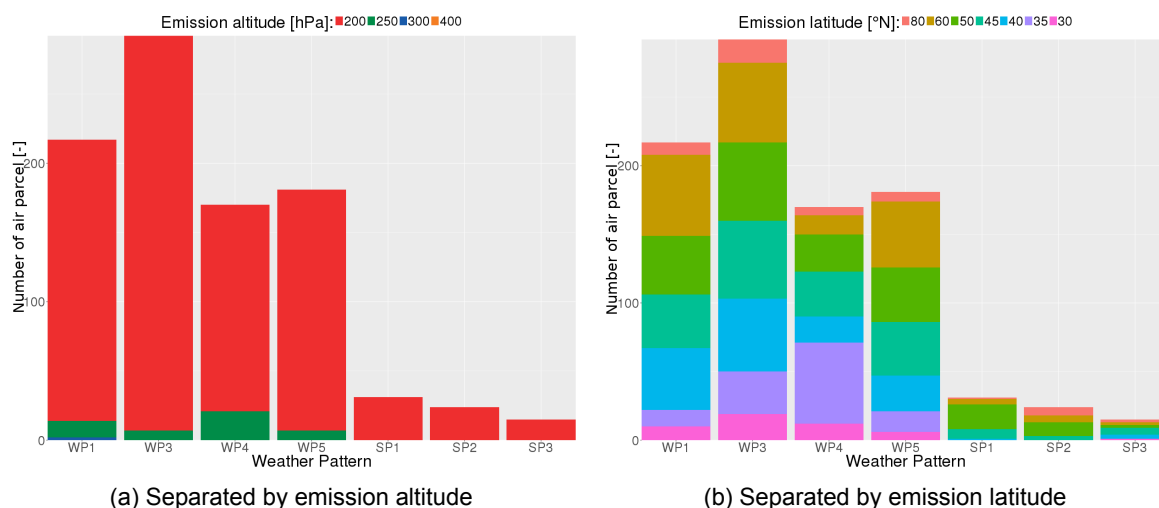 Emission altitude [hPa]: 200 250 300 400
Number of air parcel [-]
200
100
0
WP1 WP3 WP4 WP5 SP1 SP2 SP3
Weather Pattern
(a) Separated by emission altitude
Emission latitude [°N]: 80 60 50 45 40 35 30
Number of air parcel [-]
200
100
0
WP1 WP3 WP4 WP5 SP1 SP2 SP3
Weather Pattern
(b) Separated by emission latitude